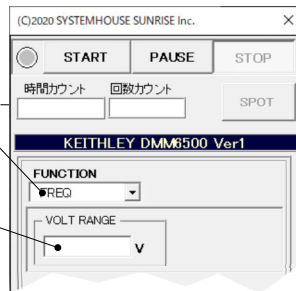 (C)2020 SYSTEMHOUSE SUNRISE Inc. ×
START PAUSE STOP
時間カウント 回数カウント
SPOT
KEITHLEY DMM6500 Ver1
FUNCTION
FREQ
VOLT RANGE
V